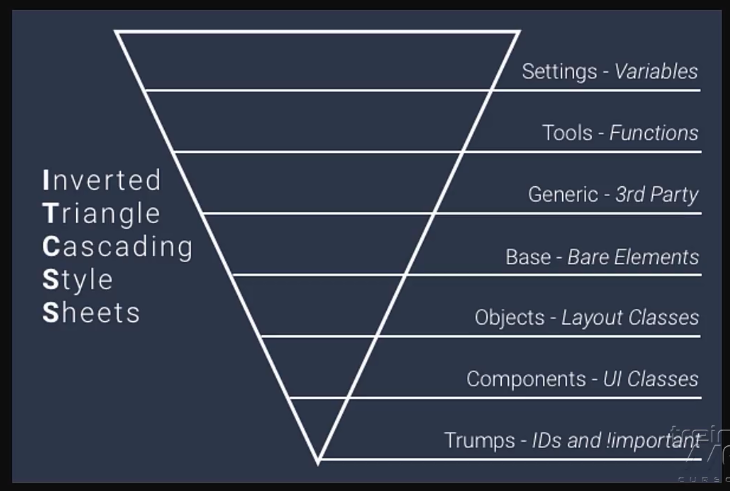 Settings - Variables
Tools - Functions
Generic - 3rd Party
Base - Bare Elements
Objects - Layout Classes
Components - UI Classes
Trumps - IDs and !important
Inverted
Triangle
Cascading
Style
Sheets